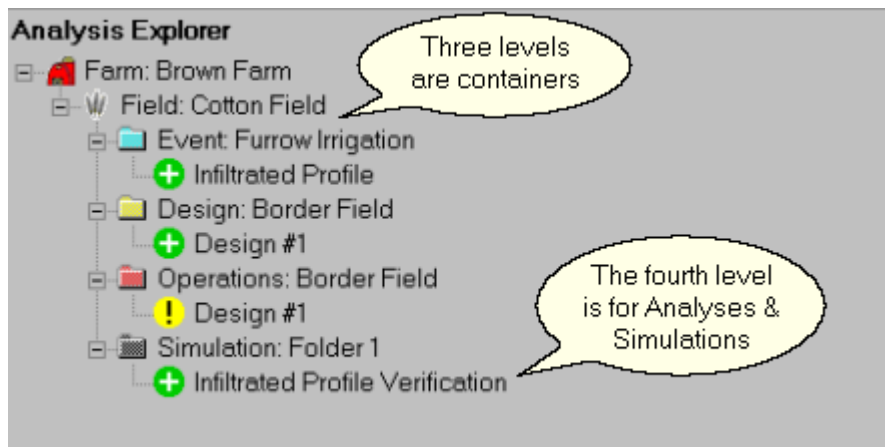 Analysis Explorer
Three levels
are containers
Farm: Brown Farm
Field: Cotton Field
Event: Furrow Irrigation
Infiltrated Profile
Design: Border Field
Design #1
Operations: Border Field
Design #1
Simulation: Folder 1
Infiltrated Profile Verification
The fourth level
is for Analyses &
Simulations